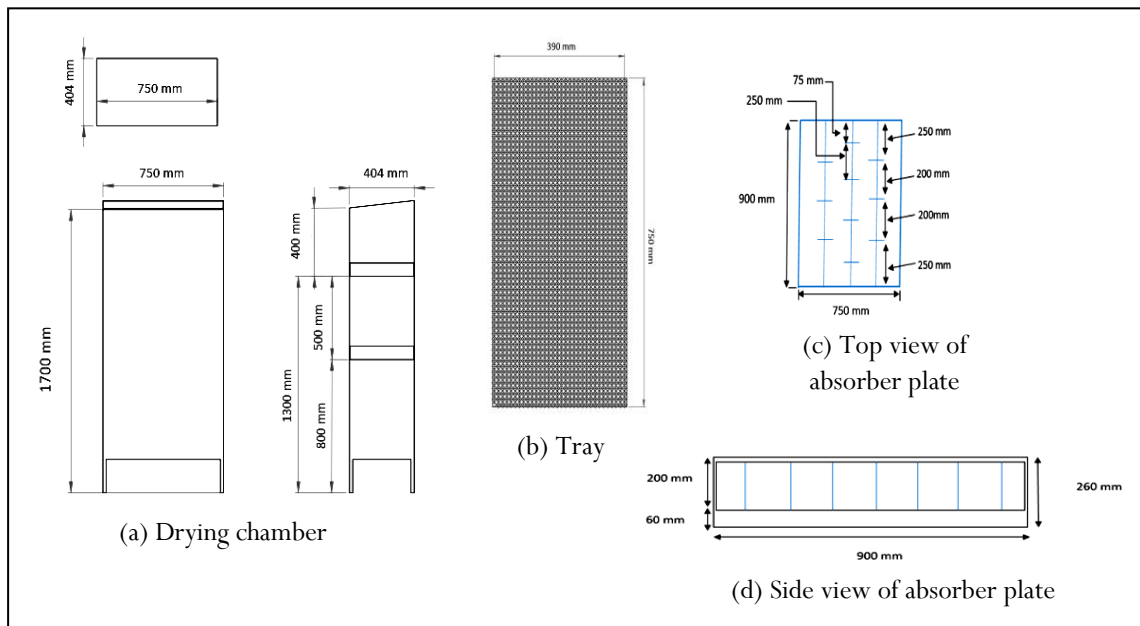 404 mm
750 mm
750 mm
1700 mm
404 mm
400 mm
500 mm
1300 mm
800 mm
(a) Drying chamber
390 mm
750 mm
(b) Tray
75 mm
250 mm
250 mm
200 mm
900 mm
200mm
250 mm
750 mm
(c) Top view of
absorber plate
200 mm
260 mm
60 mm
900 mm
(d) Side view of absorber plate